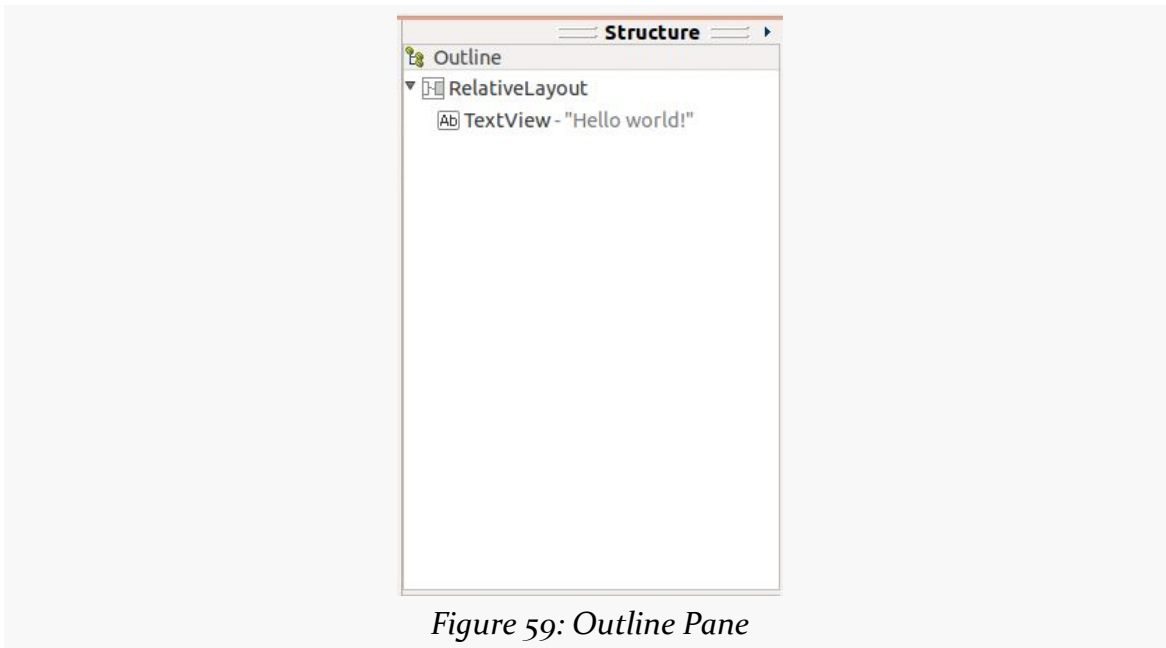 Structure
Outline
RelativeLayout
Ab TextView - "Hello world!"
Figure 59: Outline Pane